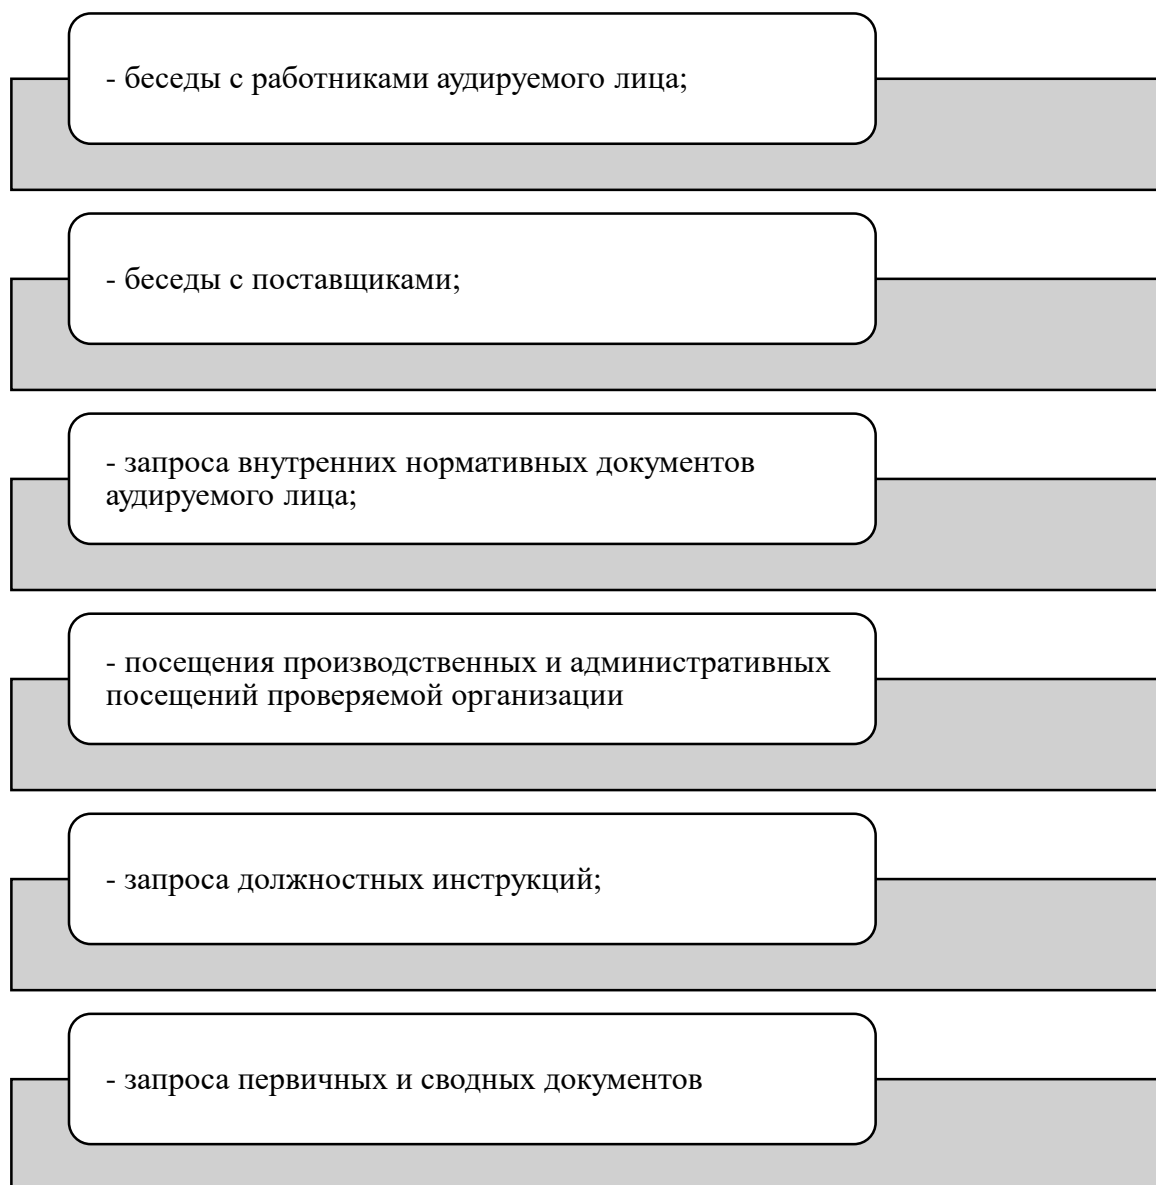 - беседы с работниками аудируемого лица;
- беседы с поставщиками;
- запроса внутренних нормативных документов
аудируемого лица;
- посещения производственных и административных
посещений проверяемой организации
- запроса должностных инструкций;
- запроса первичных и сводных документов